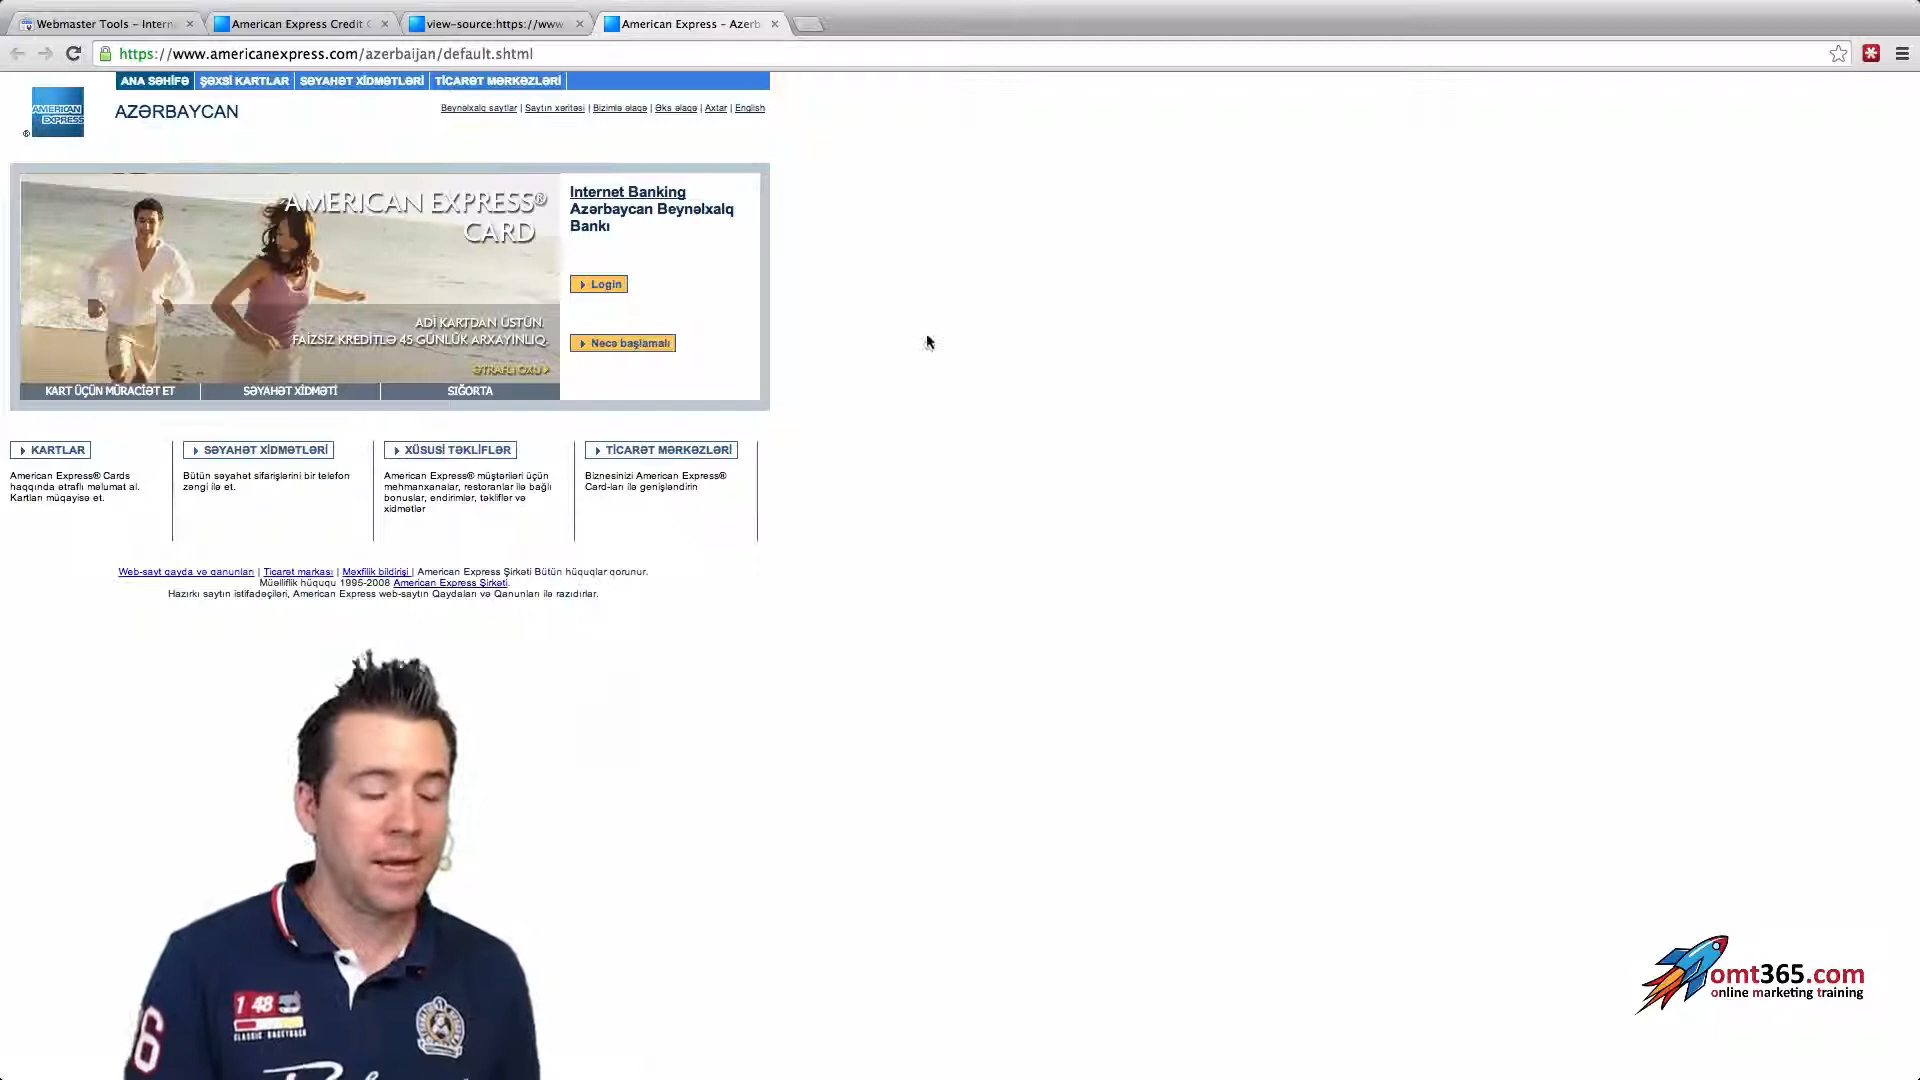 Webmaster Tools – Intern
American Express Credit C
view-source:https://www
American Express – Azerb
https://www.americanexpress.com/azerbaijan/default.shtml
ANA SƏHİFƏ ŞƏXSİ KARTLAR SƏYAHƏT XİDMƏTLƏRİ TİCARƏT MƏRKƏZLƏRİ
AMERICAN EXPRESS
®
AZƏRBAYCAN
Beynəlxalq saytlar | Saytın xəritəsi | Bizimlə əlaqə | Əks əlaqə | Axtar | English
AMERICAN EXPRESS®
CARD
ADİ KARTDAN ÜSTÜN.
FAİZSİZ KREDİTLƏ 45 GÜNLÜK ARXAYINLIQ.
ƏTRAFLI OXU
KART ÜÇÜN MÜRACİƏT ET
SƏYAHƏT XİDMƏTİ
SIĞORTA
Internet Banking
Azərbaycan Beynəlxalq
Bankı
Login
Necə başlamalı
KARTLAR
American Express® Cards
haqqında ətraflı məlumat al.
Kartları müqayisə et.
SƏYAHƏT XİDMƏTLƏRİ
Bütün səyahət sifarişlərini bir telefon
zəngi ilə et.
XÜSUSİ TƏKLİFLƏR
American Express® müştəriləri üçün
mehmanxanalar, restoranlar ilə bağlı
bonuslar, endirimlər, təkliflər və
xidmətlər
TİCARƏT MƏRKƏZLƏRİ
Biznesinizi American Express®
Card-ları ilə genişləndirin
Web-sayt qayda və qanunları | Ticarət markası | Məxfilik bildirişi | American Express Şirkəti Bütün hüquqlar qorunur.
Müəlliflik hüququ 1995-2008 American Express Şirkəti.
Hazırkı saytın istifadəçiləri, American Express web-saytın Qaydaları və Qanunları ilə razıdırlar.
1 48
6
omt365.com
online marketing training